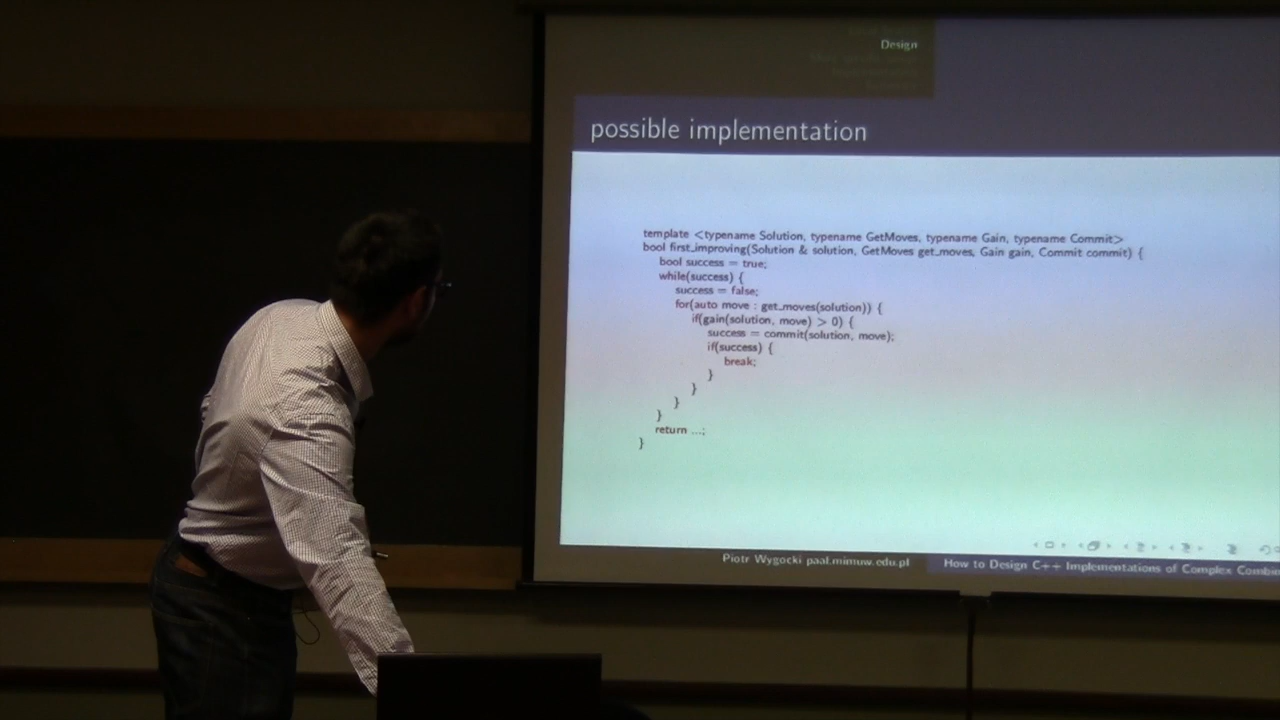 Design
possible implementation
template <typename Solution, typename GetMoves, typename Gain, typename Commit>
bool first_improving(Solution & solution, GetMoves get_moves, Gain gain, Commit commit) {
bool success = true;
while(success) {
success = false;
for(auto move : get_moves(solution)) {
if(gain(solution, move) > 0) {
success = commit(solution, move);
if(success) {
break;
}
}
}
}
return ...;
}
Piotr Wygocki paal.mimuw.edu.pl
How to Design C++ Implementations of Complex